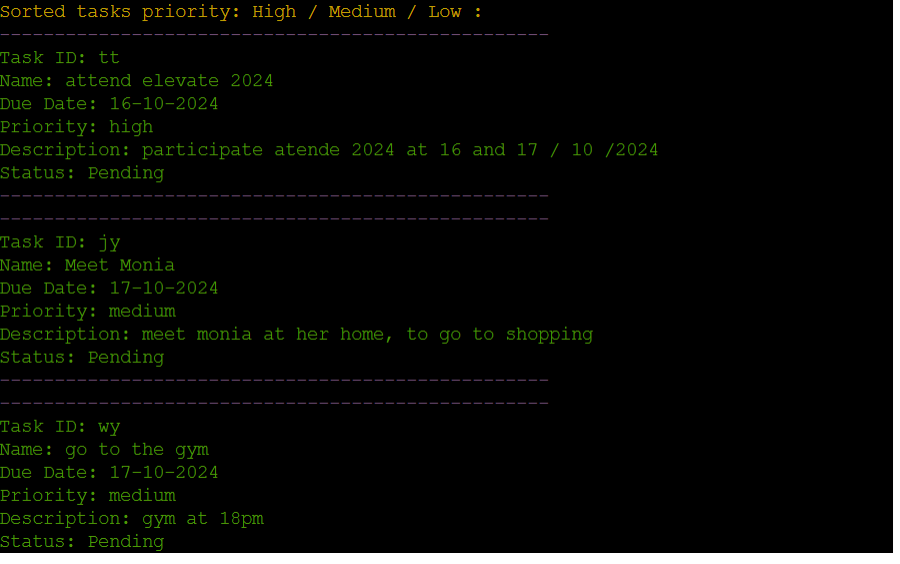 Sorted tasks priority: High / Medium / Low :
--------------------------------------------------
Task ID: tt
Name: attend elevate 2024
Due Date: 16-10-2024
Priority: high
Description: participate atende 2024 at 16 and 17 / 10 /2024
Status: Pending
--------------------------------------------------
--------------------------------------------------
Task ID: jy
Name: Meet Monia
Due Date: 17-10-2024
Priority: medium
Description: meet monia at her home, to go to shopping
Status: Pending
--------------------------------------------------
--------------------------------------------------
Task ID: wy
Name: go to the gym
Due Date: 17-10-2024
Priority: medium
Description: gym at 18pm
Status: Pending